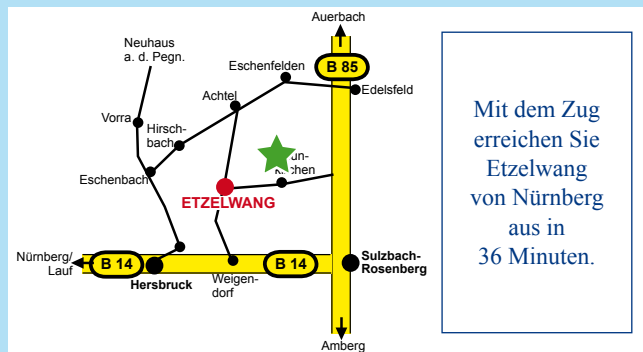 Auerbach
Neuhaus
a. d. Pegn.
B 85
Eschenfelden
Edelsfeld
Achtel
Vorra
Hirsch-
bach
Eschenbach
ETZELWANG
Nürnberg/
Lauf
B 14
Hersbruck
Weigen-
dorf
B 14
Sulzbach-
Rosenberg
Amberg
Mit dem Zug
erreichen Sie
Etzelwang
von Nürnberg
aus in
36 Minuten.